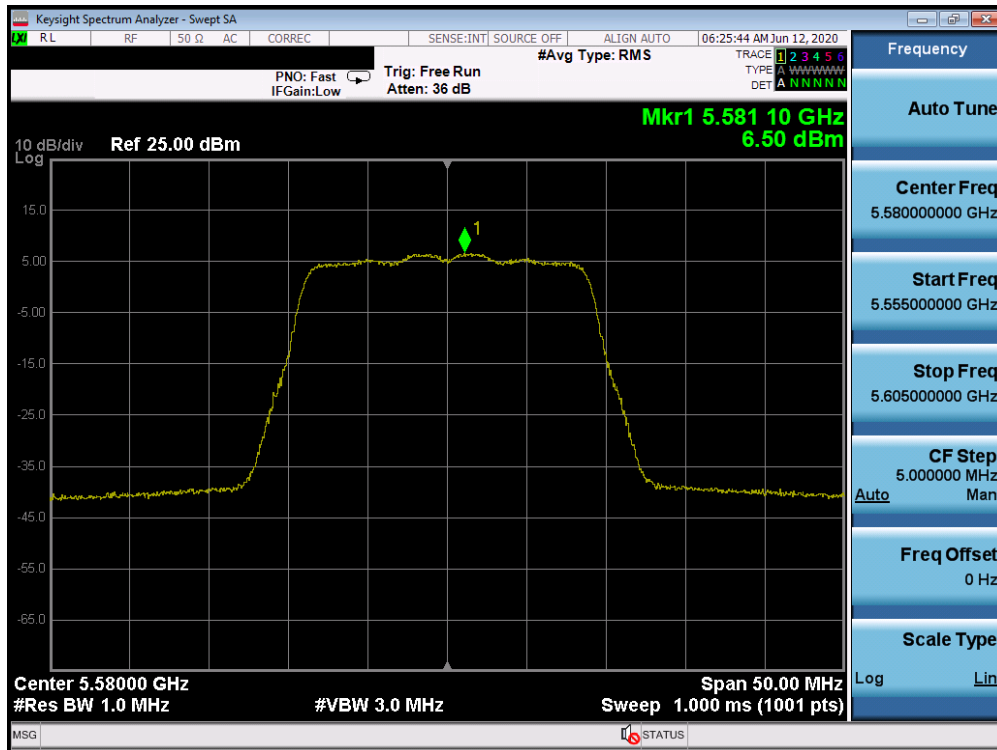 Keysight Spectrum Analyzer - Swept SA
LXI RL RF 50 Ω AC CORREC SENSE:INT SOURCE OFF ALIGN AUTO 06:25:44 AM Jun 12, 2020
#Avg Type: RMS TRACE 1 2 3 4 5 6
PNO: Fast Trig: Free Run TYPE A WWWWW
IFGain:Low Atten: 36 dB DET A N N N N N
Mkr1 5.581 10 GHz
6.50 dBm
10 dB/div Ref 25.00 dBm
Log
1
15.0
5.00
-5.00
-15.0
-25.0
-35.0
-45.0
-55.0
-65.0
Center 5.58000 GHz Span 50.00 MHz
#Res BW 1.0 MHz #VBW 3.0 MHz Sweep 1.000 ms (1001 pts)
MSG STATUS
Frequency
Auto Tune
Center Freq
5.580000000 GHz
Start Freq
5.555000000 GHz
Stop Freq
5.605000000 GHz
CF Step
5.000000 MHz
Auto Man
Freq Offset
0 Hz
Scale Type
Log Lin